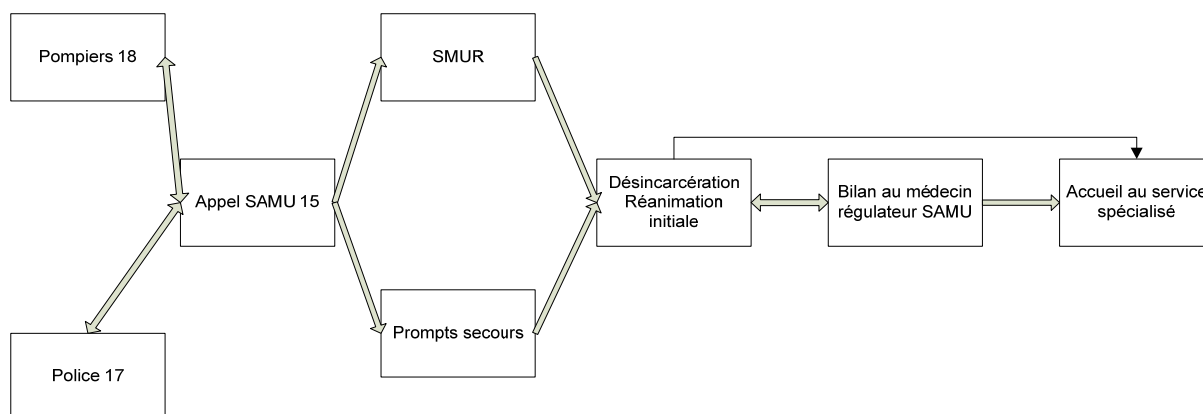 Pompiers 18
SMUR
Appel SAMU 15
Désincarcération
Réanimation
initiale
Bilan au médecin
régulateur SAMU
Accueil au service
spécialisé
Prompts secours
Police 17